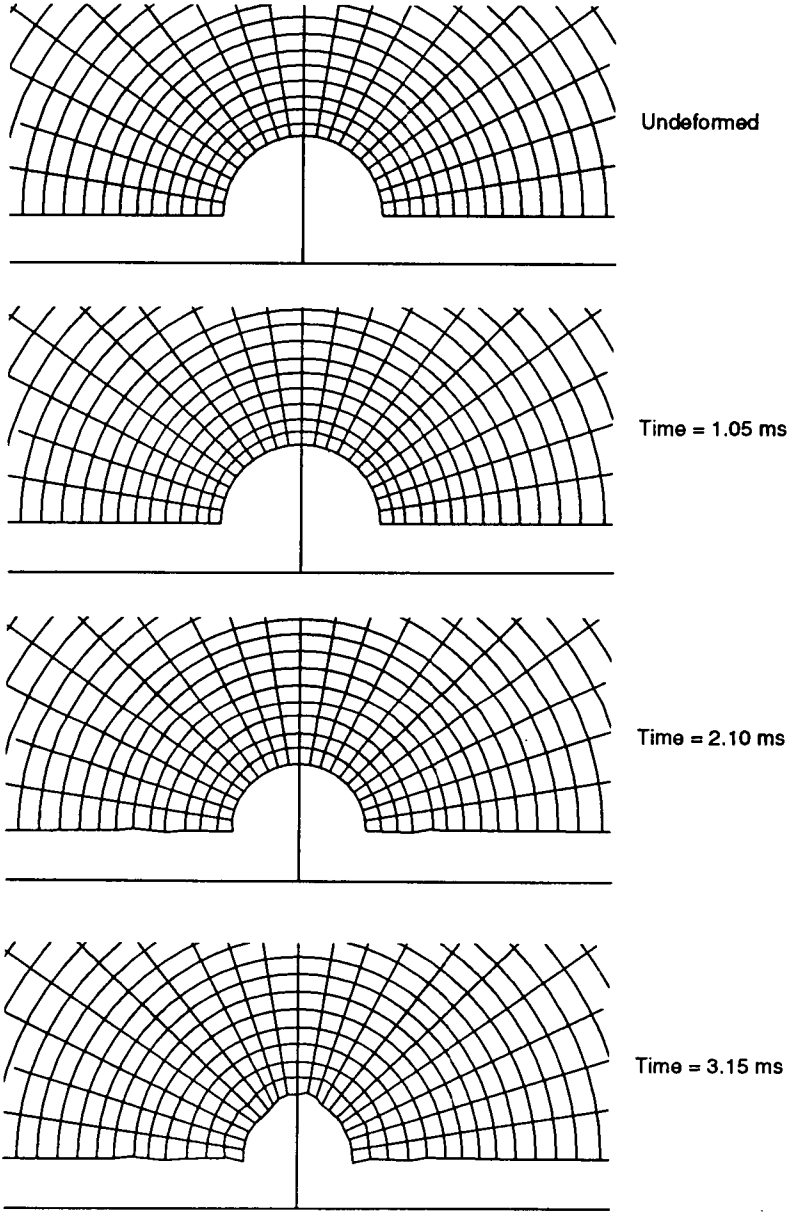 Undeformed
Time = 1.05 ms
Time = 2.10 ms
Time = 3.15 ms